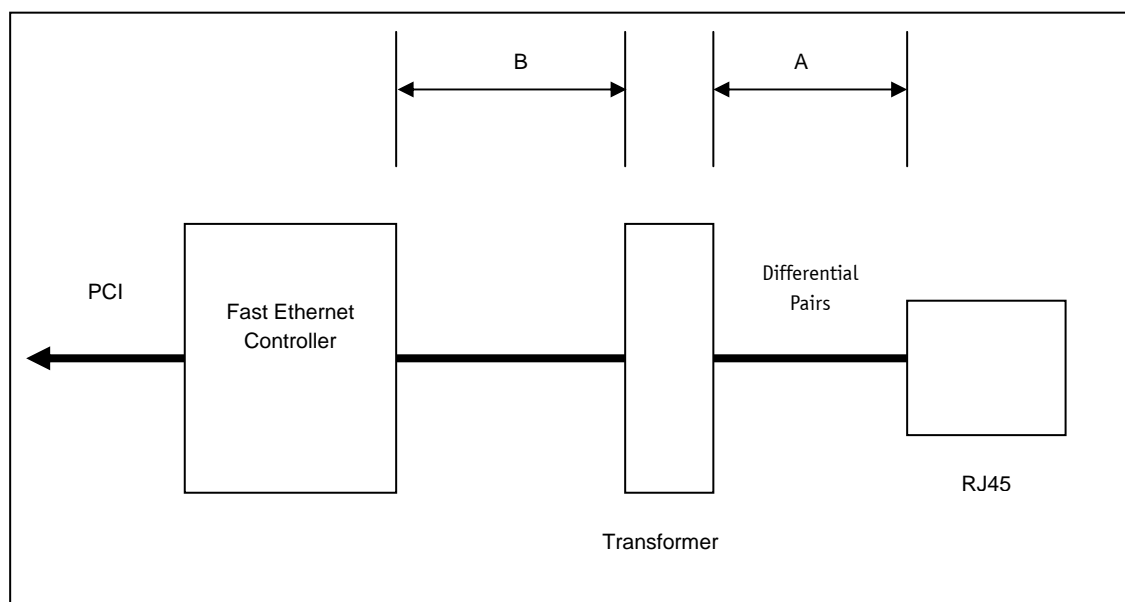 B
A
PCI
Fast Ethernet
Controller
Differential
Pairs
RJ45
Transformer